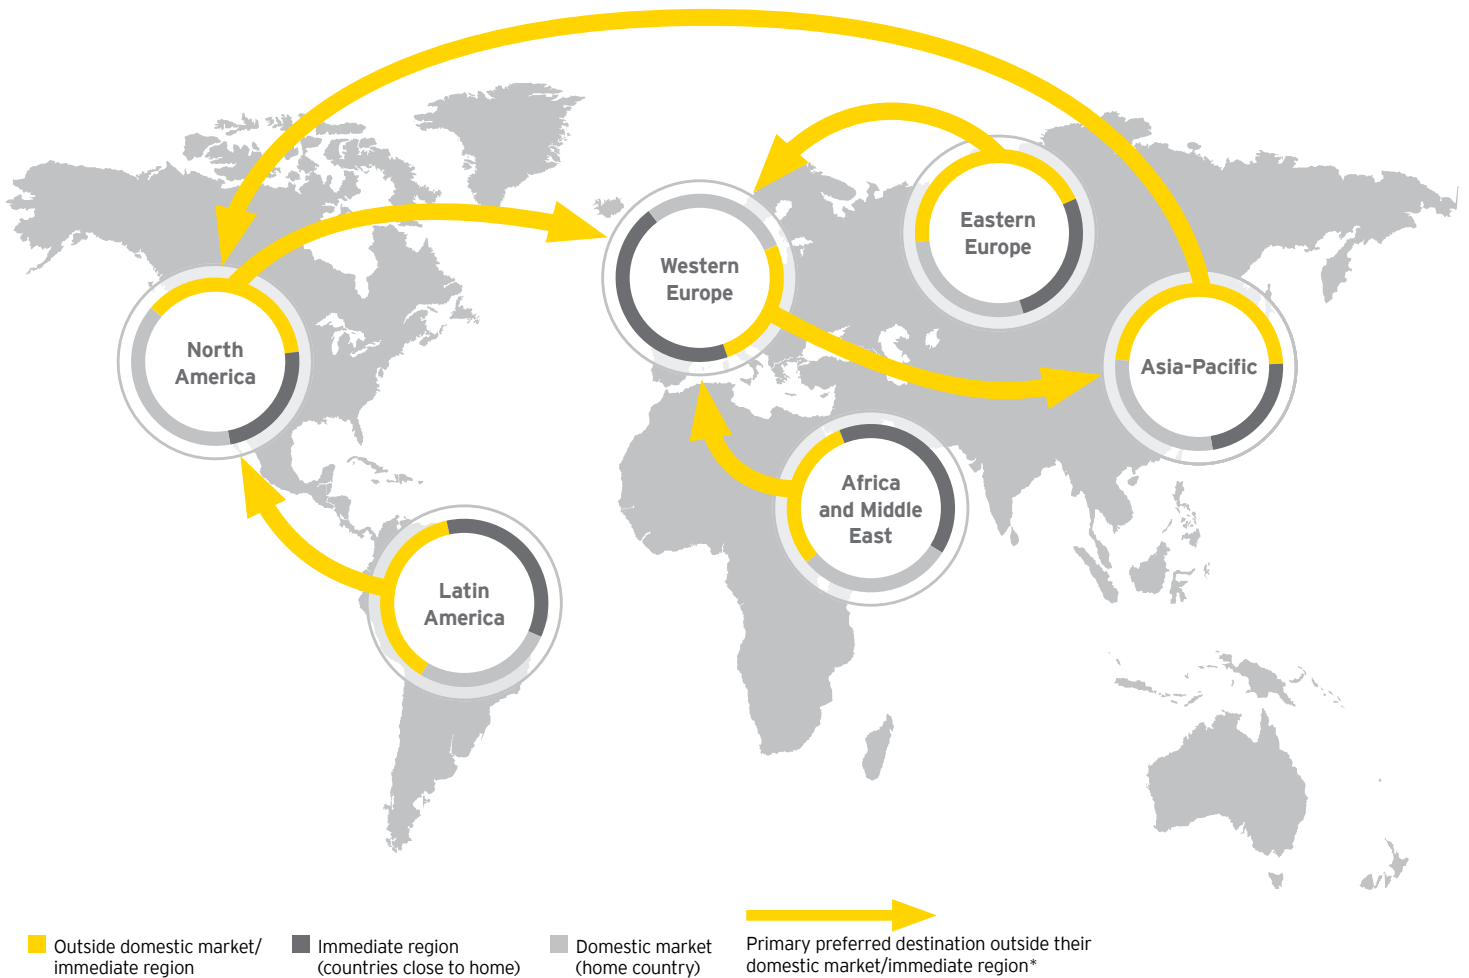 Eastern
Europe
Western
Europe
North
America
Asia-Pacific
Africa
and Middle
East
Latin
America
Outside domestic market/
immediate region
Immediate region
(countries close to home)
Domestic market
(home country)
Primary preferred destination outside their
domestic market/immediate region*